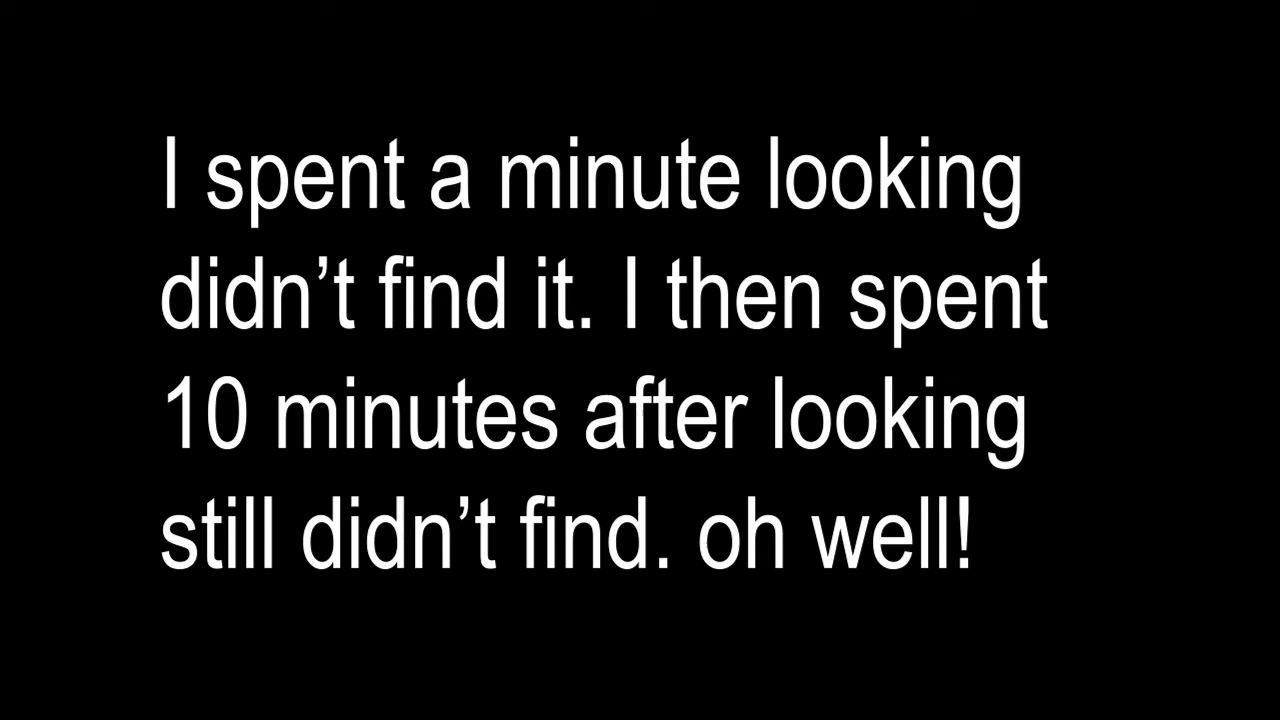 I spent a minute looking
didn’t find it. I then spent
10 minutes after looking
still didn’t find. oh well!